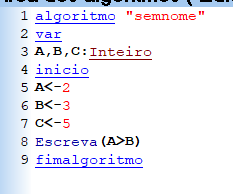 1 algoritmo "semnome"
2 var
3 A,B,C:Inteiro
4 inicio
5 A<-2
6 B<-3
7 C<-5
8 Escreva(A>B)
9 fimalgoritmo